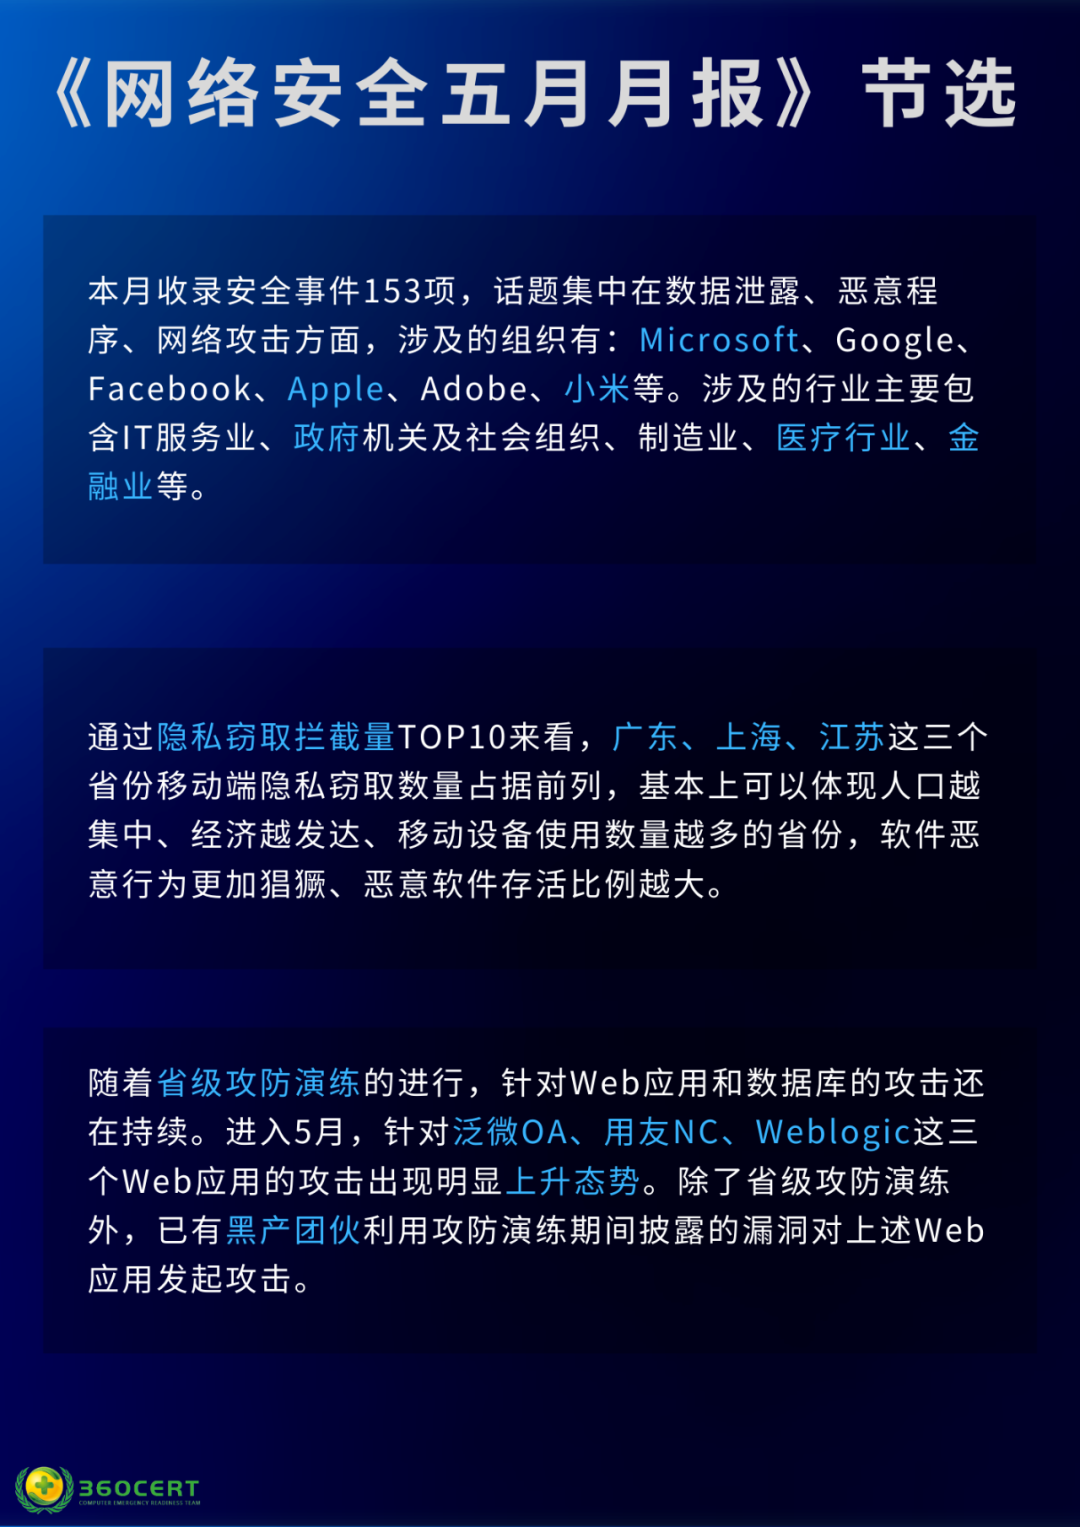 《网络安全五月月报》节选
本月收录安全事件153项，话题集中在数据泄露、恶意程
序、网络攻击方面，涉及的组织有：Microsoft、Google、
Facebook、Apple、Adobe、小米等。涉及的行业主要包
含IT服务业、政府机关及社会组织、制造业、医疗行业、金
融业等。
通过隐私窃取拦截量TOP10来看，广东、上海、江苏这三个
省份移动端隐私窃取数量占据前列，基本上可以体现人口越
集中、经济越发达、移动设备使用数量越多的省份，软件恶
意行为更加猖獗、恶意软件存活比例越大。
随着省级攻防演练的进行，针对Web应用和数据库的攻击还
在持续。进入5月，针对泛微OA、用友NC、Weblogic这三
个Web应用的攻击出现明显上升态势。除了省级攻防演练
外，已有黑产团伙利用攻防演练期间披露的漏洞对上述Web
应用发起攻击。
360CERT
COMPUTER EMERGENCY READINESS TEAM